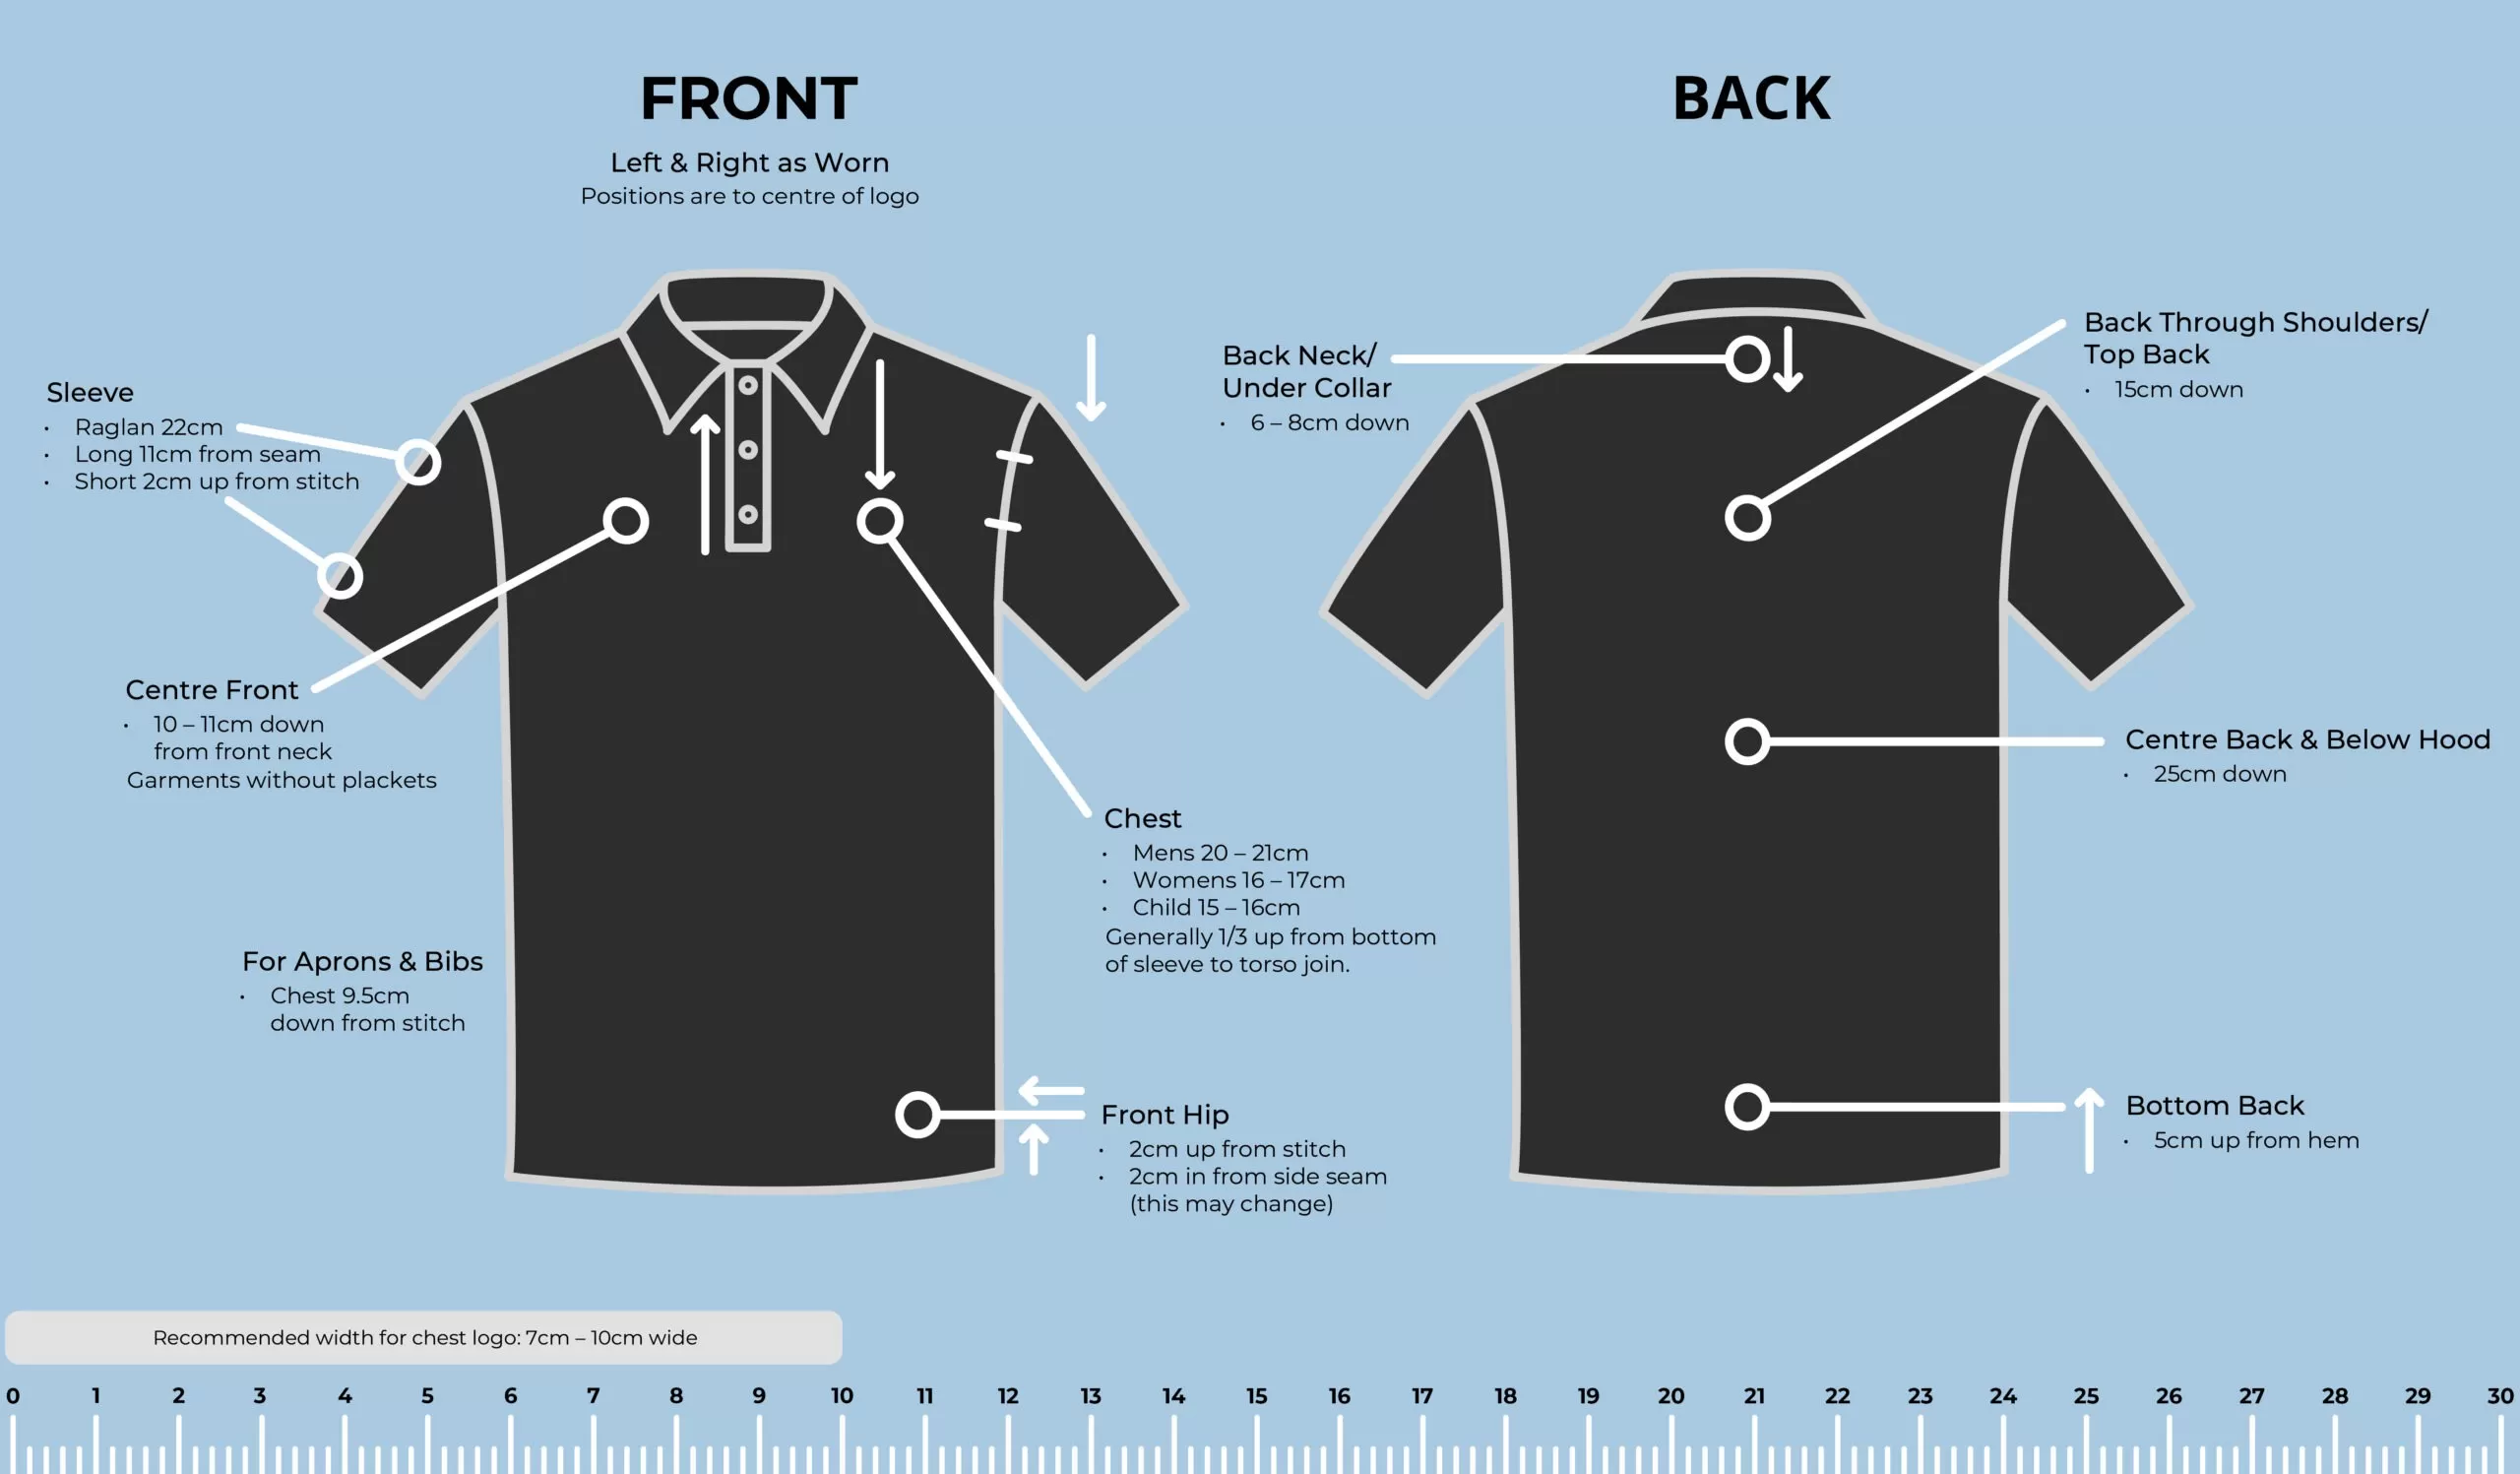 FRONT
Left & Right as Worn
Positions are to centre of logo
BACK
Sleeve
• Raglan 22cm
• Long 11cm from seam
• Short 2cm up from stitch
Centre Front
• 10 – 11cm down
from front neck
Garments without plackets
For Aprons & Bibs
• Chest 9.5cm
down from stitch
Chest
• Mens 20 – 21cm
• Womens 16 – 17cm
• Child 15 – 16cm
Generally 1/3 up from bottom
of sleeve to torso join.
Front Hip
• 2cm up from stitch
• 2cm in from side seam
(this may change)
Back Neck/
Under Collar
• 6 – 8cm down
Back Through Shoulders/
Top Back
• 15cm down
Centre Back & Below Hood
• 25cm down
Bottom Back
• 5cm up from hem
Recommended width for chest logo: 7cm – 10cm wide
0 1 2 3 4 5 6 7 8 9 10 11 12 13 14 15 16 17 18 19 20 21 22 23 24 25 26 27 28 29 30